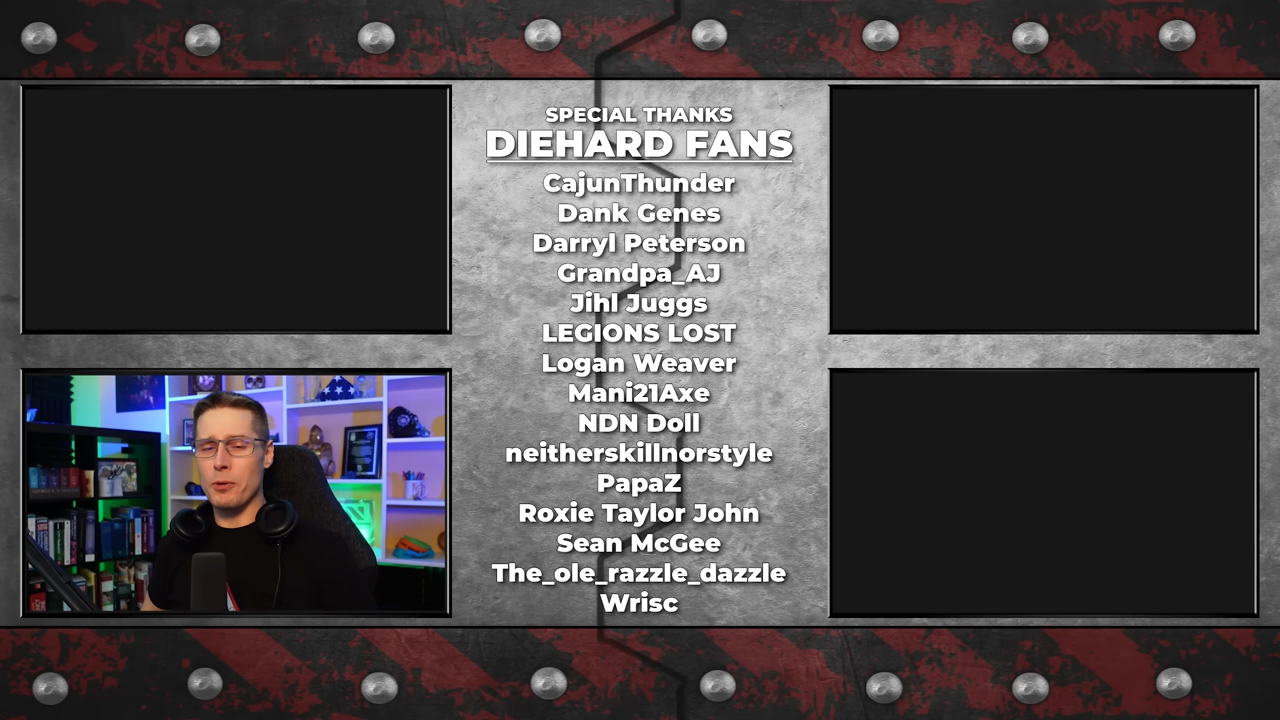 SPECIAL THANKS
DIEHARD FANS
CajunThunder
Dank Genes
Darryl Peterson
Grandpa_AJ
Jihl Juggs
LEGIONS LOST
Logan Weaver
Mani21Axe
NDN Doll
neitherskillnorstyle
PapaZ
Roxie Taylor John
Sean McGee
The_ole_razzle_dazzle
Wrisc